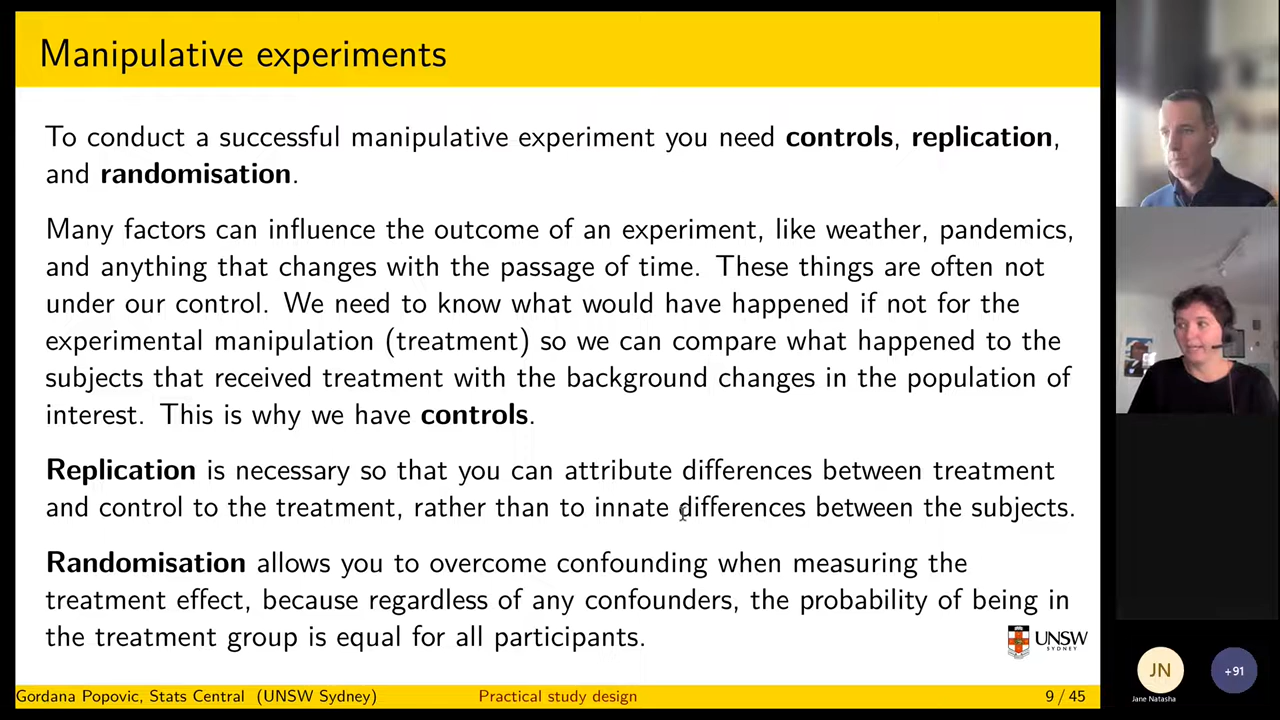 Manipulative experiments
To conduct a successful manipulative experiment you need controls, replication,
and randomisation.
Many factors can influence the outcome of an experiment, like weather, pandemics,
and anything that changes with the passage of time. These things are often not
under our control. We need to know what would have happened if not for the
experimental manipulation (treatment) so we can compare what happened to the
subjects that received treatment with the background changes in the population of
interest. This is why we have controls.
Replication is necessary so that you can attribute differences between treatment
and control to the treatment, rather than to innate differences between the subjects.
Randomisation allows you to overcome confounding when measuring the
treatment effect, because regardless of any confounders, the probability of being in
the treatment group is equal for all participants.
UNSW
SYDNEY
Gordana Popovic, Stats Central (UNSW Sydney)
Practical study design
9 / 45
JN
+91
Jane Natasha